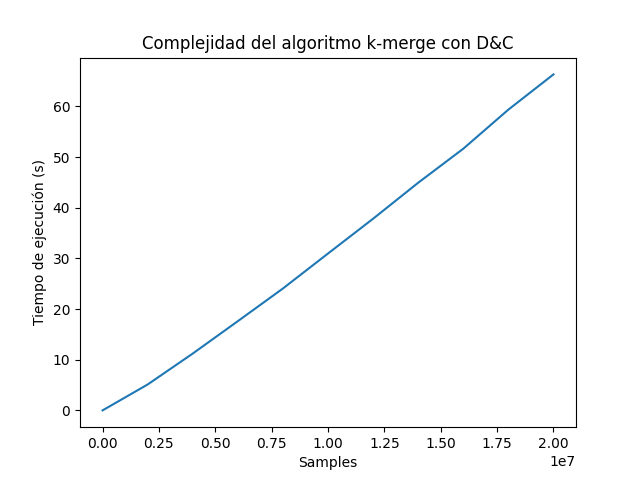 Complejidad del algoritmo k-merge con D&C
Tiempo de ejecución (s)
60
50
40
30
20
10
0
0.00 0.25 0.50 0.75 1.00 1.25 1.50 1.75 2.00
1e7
Samples